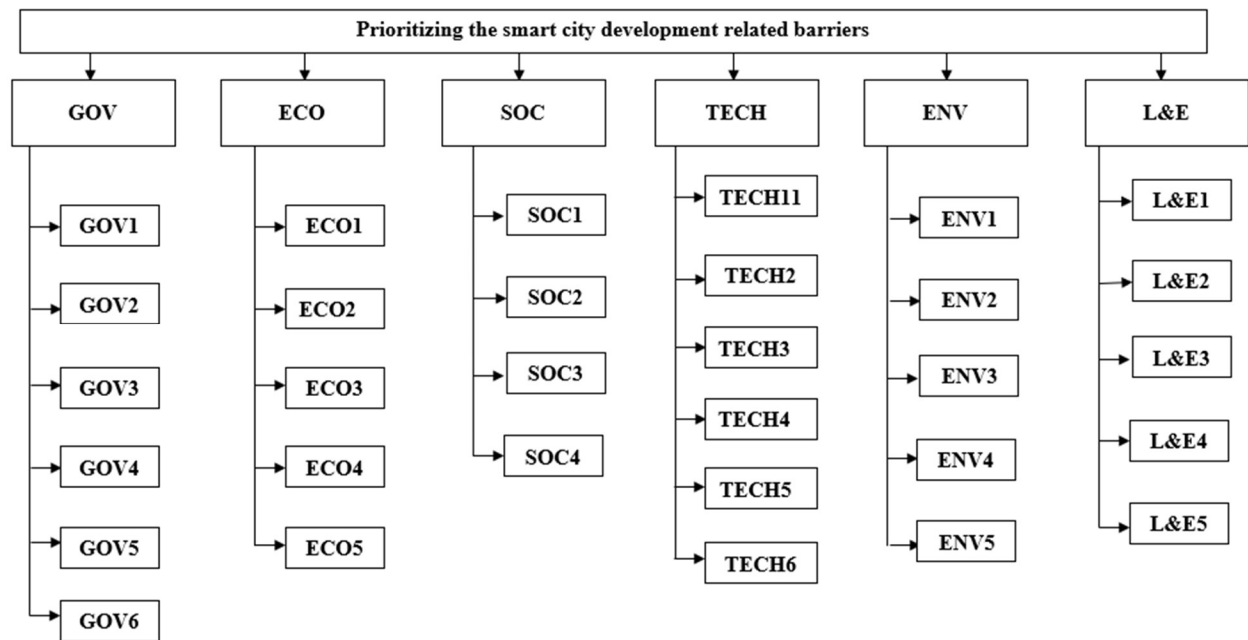 Prioritizing the smart city development related barriers
GOV
ECO
SOC
TECH
ENV
L&E
GOV1
GOV2
GOV3
GOV4
GOV5
GOV6
ECO1
ECO2
ECO3
ECO4
ECO5
SOC1
SOC2
SOC3
SOC4
TECH11
TECH2
TECH3
TECH4
TECH5
TECH6
ENV1
ENV2
ENV3
ENV4
ENV5
L&E1
L&E2
L&E3
L&E4
L&E5